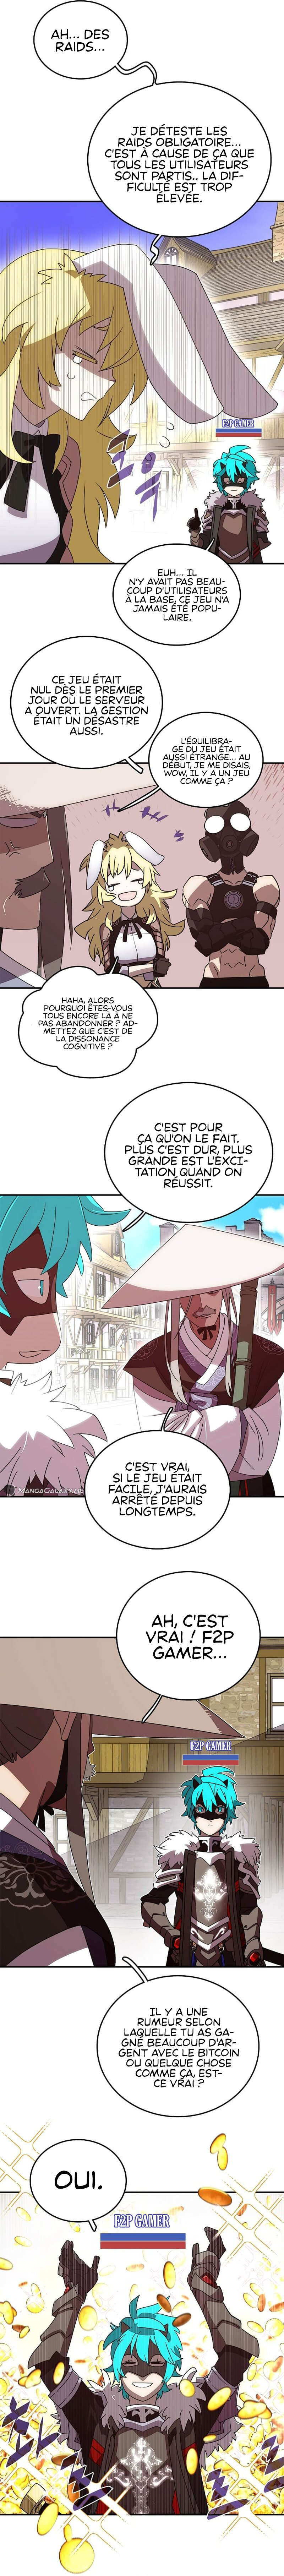 AH... DES
RAIDS...
JE DÉTESTE LES
RAIDS OBLIGATOIRE...
C'EST À CAUSE DE ÇA QUE
TOUS LES UTILISATEURS
SONT PARTIS.. LA DIF-
FICULTÉ EST TROP
ÉLEVÉE.
F2P GAMER
EUH... IL
N'Y AVAIT PAS BEAU-
COUP D'UTILISATEURS
À LA BASE, CE JEU N'A
JAMAIS ÉTÉ POPU-
LAIRE.
CE JEU ÉTAIT
NUL DÈS LE PREMIER
JOUR OÙ LE SERVEUR
A OUVERT. LA GESTION
ÉTAIT UN DÉSASTRE
AUSSI.
L'ÉQUILIBRA-
GE DU JEU ÉTAIT
AUSSI ÉTRANGE... AU
DÉBUT, JE ME DISAIS,
WOW, IL Y A UN JEU
COMME ÇA ?
HAHA, ALORS
POURQUOI ÊTES-VOUS
TOUS ENCORE LÀ À NE
PAS ABANDONNER ? AD-
METTEZ QUE C'EST DE
LA DISSONANCE
COGNITIVE ?
C'EST POUR
ÇA QU'ON LE FAIT.
PLUS C'EST DUR, PLUS
GRANDE EST L'EXCI-
TATION QUAND ON
RÉUSSIT.
C'EST VRAI,
SI LE JEU ÉTAIT
FACILE, J'AURAIS
ARRÊTÉ DEPUIS
LONGTEMPS.
AH, C'EST
VRAI ! F2P
GAMER...
F2P GAMER
IL Y A UNE
RUMEUR SELON
LAQUELLE TU AS GA-
GNÉ BEAUCOUP D'AR-
GENT AVEC LE BITCOIN
OU QUELQUE CHOSE
COMME ÇA, EST-
CE VRAI ?
OUI.
F2P GAMER